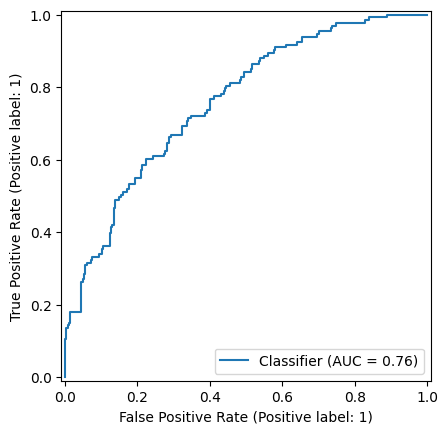 1.0
0.8
0.6
0.4
0.2
0.0
True Positive Rate (Positive label: 1)
Classifier (AUC = 0.76)
0.0 0.2 0.4 0.6 0.8 1.0
False Positive Rate (Positive label: 1)